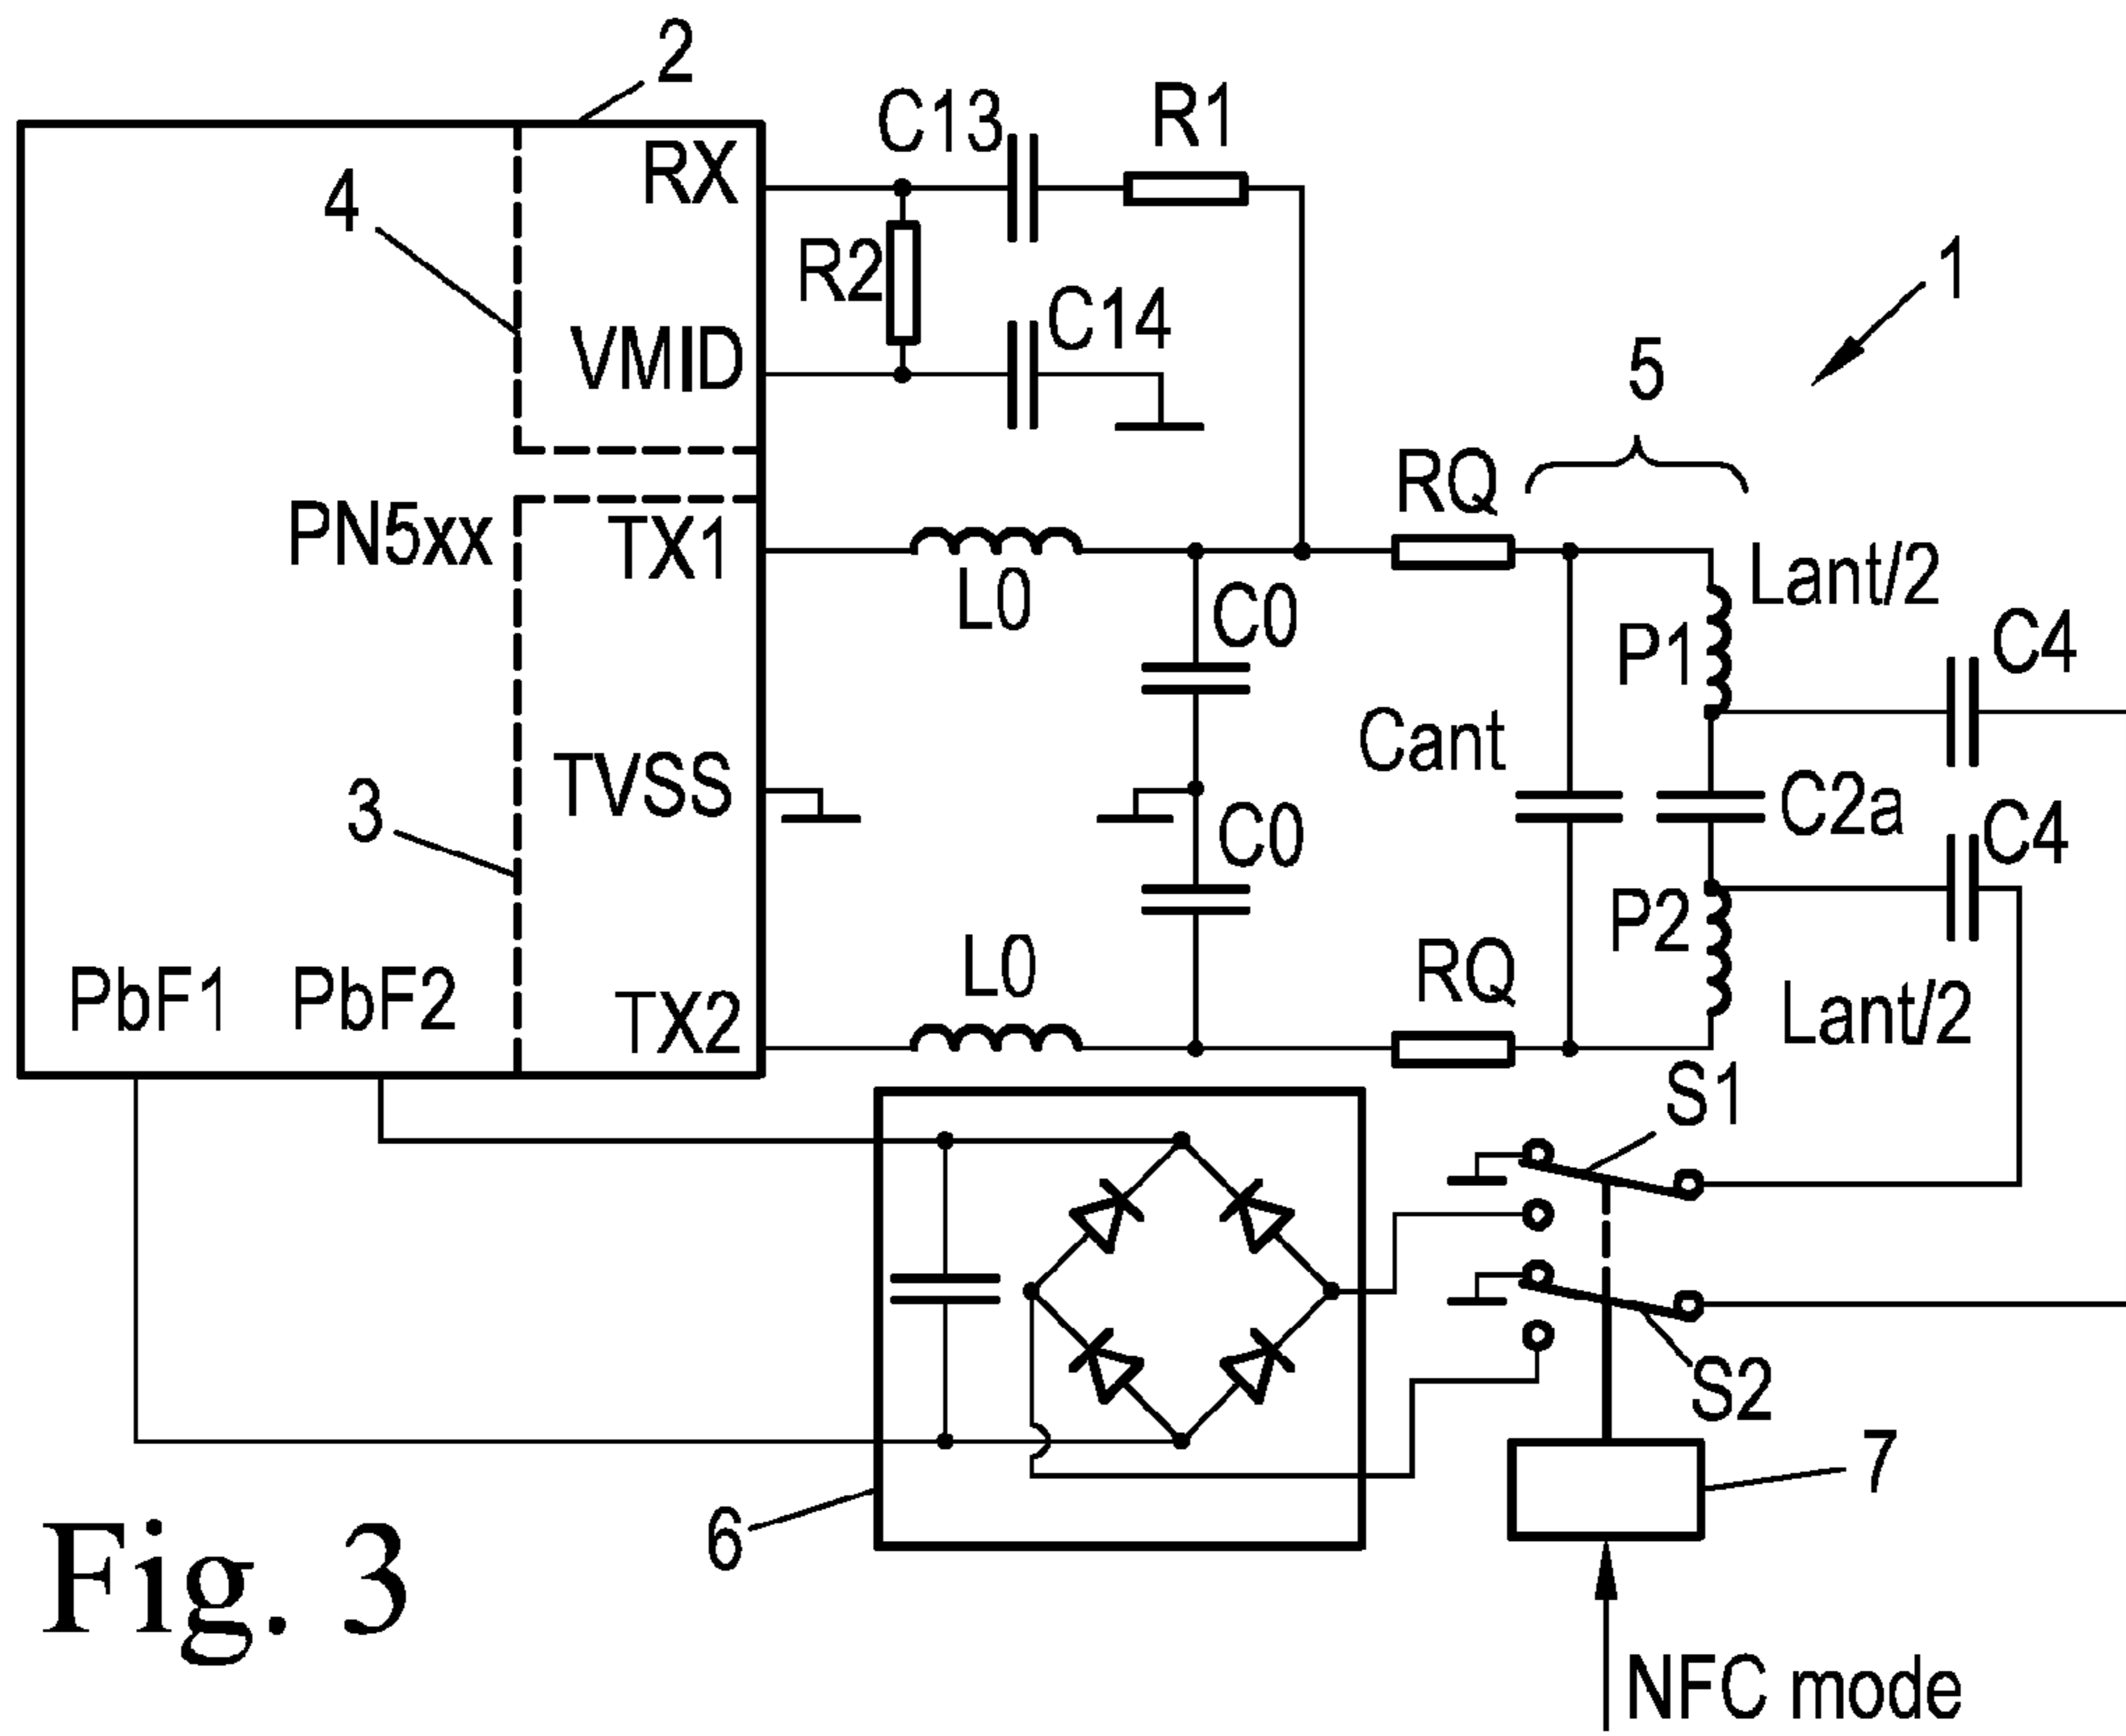 2
C13
R1
RX
4
R2
C14
1
VMID
5
RQ
PN5xx
TX1
Lant/2
L0
C0
P1
C4
Cant
TVSS
C2a
3
C0
C4
P2
L0
RQ
PbF1
PbF2
TX2
Lant/2
S1
S2
7
6
Fig. 3
NFC mode